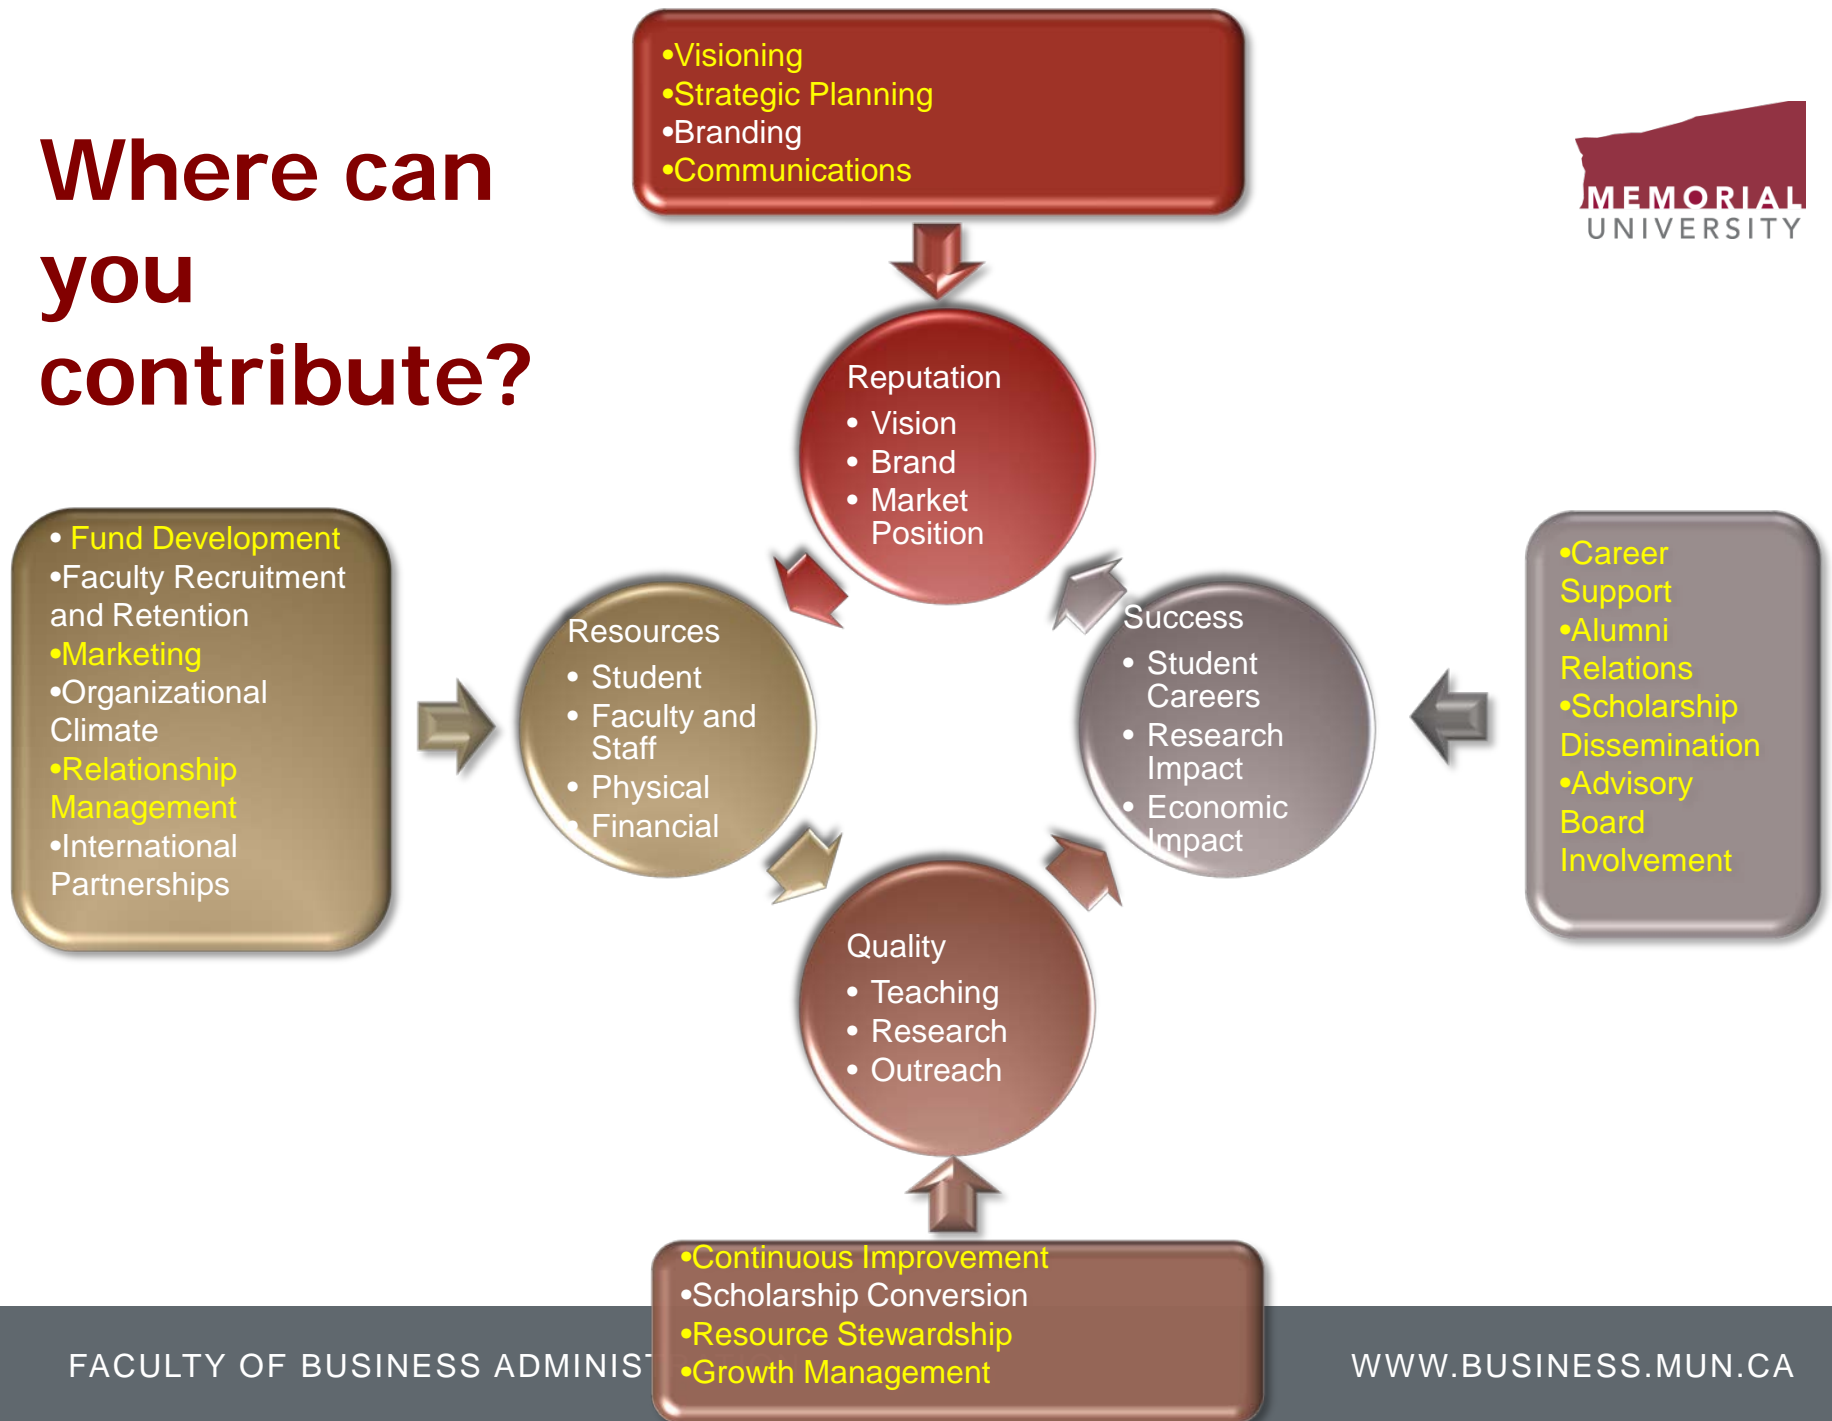 •Visioning
•Strategic Planning
•Branding
•Communications
Where can
you
contribute?
MEMORIAL
UNIVERSITY
Reputation
• Vision
• Brand
• Market
Position
• Fund Development
•Faculty Recruitment
and Retention
•Marketing
•Organizational
Climate
•Relationship
Management
•International
Partnerships
Resources
• Student
• Faculty and
Staff
• Physical
• Financial
Success
• Student
Careers
• Research
Impact
• Economic
Impact
•Career
Support
•Alumni
Relations
•Scholarship
Dissemination
•Advisory
Board
Involvement
Quality
• Teaching
• Research
• Outreach
•Continuous Improvement
•Scholarship Conversion
•Resource Stewardship
•Growth Management
FACULTY OF BUSINESS ADMINIS
WWW.BUSINESS.MUN.CA